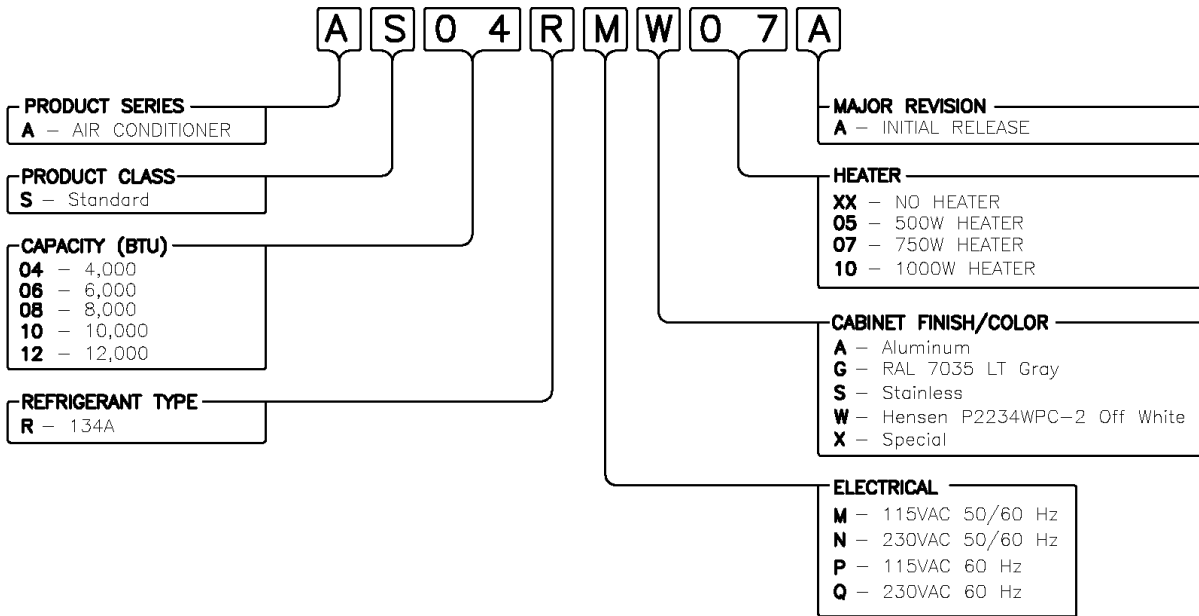 A S 0 4 R M W 0 7 A
PRODUCT SERIES
A – AIR CONDITIONER
PRODUCT CLASS
S – Standard
CAPACITY (BTU)
04 – 4,000
06 – 6,000
08 – 8,000
10 – 10,000
12 – 12,000
REFRIGERANT TYPE
R – 134A
MAJOR REVISION
A – INITIAL RELEASE
HEATER
XX – NO HEATER
05 – 500W HEATER
07 – 750W HEATER
10 – 1000W HEATER
CABINET FINISH/COLOR
A – Aluminum
G – RAL 7035 LT Gray
S – Stainless
W – Hensen P2234WPC-2 Off White
X – Special
ELECTRICAL
M – 115VAC 50/60 Hz
N – 230VAC 50/60 Hz
P – 115VAC 60 Hz
Q – 230VAC 60 Hz